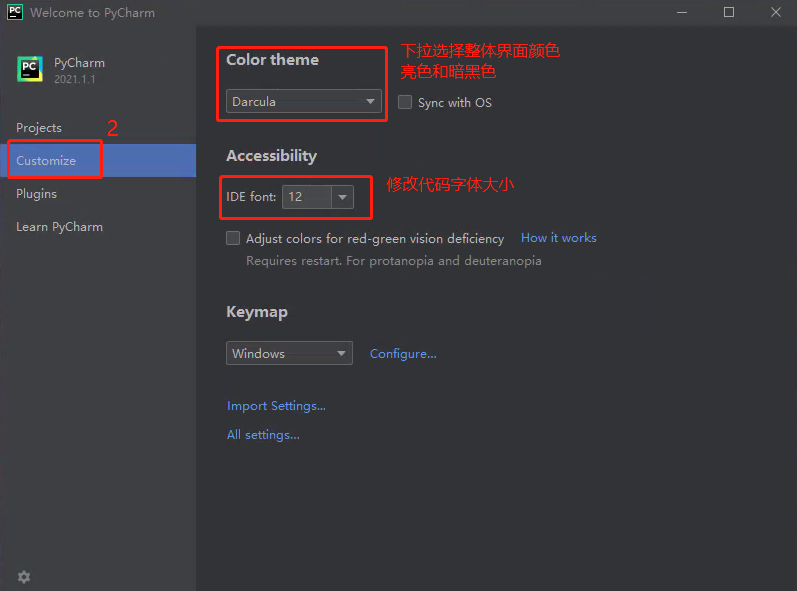 Welcome to PyCharm
PyCharm
2021.1.1
Projects
2
Customize
Plugins
Learn PyCharm
Color theme
下拉选择整体界面颜色
亮色和暗黑色
Darcula
Sync with OS
Accessibility
IDE font: 12
修改代码字体大小
Adjust colors for red-green vision deficiency How it works
Requires restart. For protanopia and deuteranopia
Keymap
Windows
Configure...
Import Settings...
All settings...